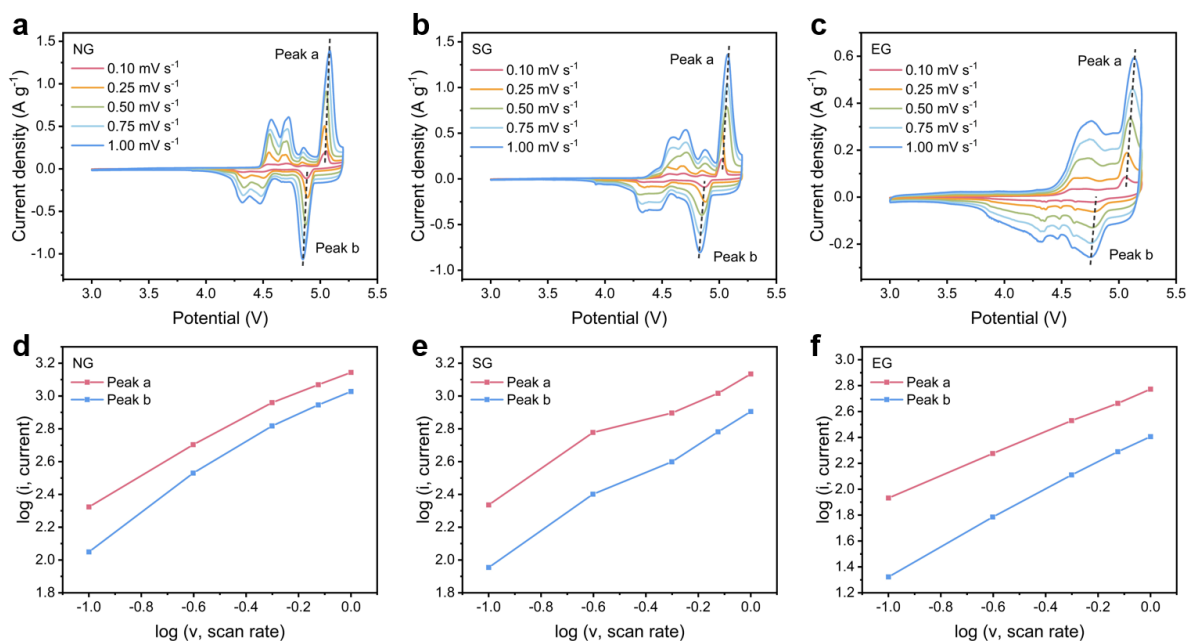 a
NG
0.10 mV s⁻¹
0.25 mV s⁻¹
0.50 mV s⁻¹
0.75 mV s⁻¹
1.00 mV s⁻¹
Peak a
Peak b
1.5
1.0
0.5
0.0
-0.5
-1.0
3.0 3.5 4.0 4.5 5.0 5.5
Current density (A g⁻¹)
Potential (V)
b
SG
0.10 mV s⁻¹
0.25 mV s⁻¹
0.50 mV s⁻¹
0.75 mV s⁻¹
1.00 mV s⁻¹
Peak a
Peak b
1.5
1.0
0.5
0.0
-0.5
-1.0
3.0 3.5 4.0 4.5 5.0 5.5
Current density (A g⁻¹)
Potential (V)
c
EG
0.10 mV s⁻¹
0.25 mV s⁻¹
0.50 mV s⁻¹
0.75 mV s⁻¹
1.00 mV s⁻¹
Peak a
Peak b
0.6
0.4
0.2
0.0
-0.2
3.0 3.5 4.0 4.5 5.0 5.5
Current density (A g⁻¹)
Potential (V)
d
NG
Peak a
Peak b
3.4
3.2
3.0
2.8
2.6
2.4
2.2
2.0
1.8
-1.0 -0.8 -0.6 -0.4 -0.2 0.0
log (i, current)
log (v, scan rate)
e
SG
Peak a
Peak b
3.4
3.2
3.0
2.8
2.6
2.4
2.2
2.0
1.8
-1.0 -0.8 -0.6 -0.4 -0.2 0.0
log (i, current)
log (v, scan rate)
f
EG
Peak a
Peak b
3.0
2.8
2.6
2.4
2.2
2.0
1.8
1.6
1.4
1.2
-1.0 -0.8 -0.6 -0.4 -0.2 0.0
log (i, current)
log (v, scan rate)